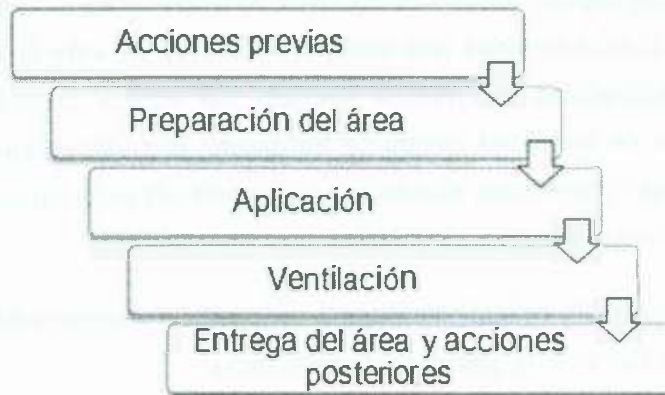 Acciones previas
Preparación del área
Aplicación
Ventilación
Entrega del área y acciones
posteriores